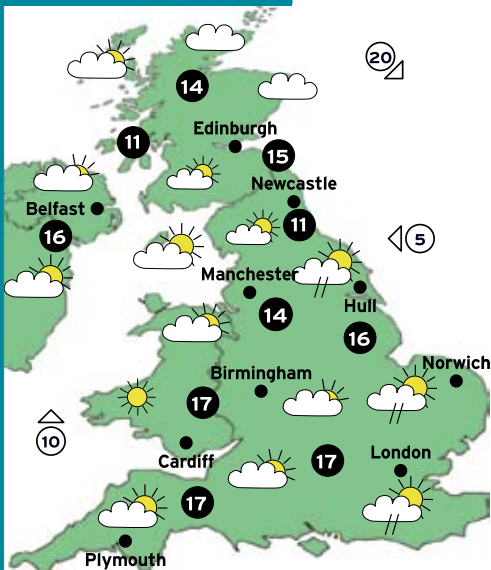 20
14
Edinburgh
11
15
Newcastle
Belfast
11
16
5
Manchester
Hull
14
16
Norwich
Birmingham
17
10
Cardiff
London
17
17
Plymouth